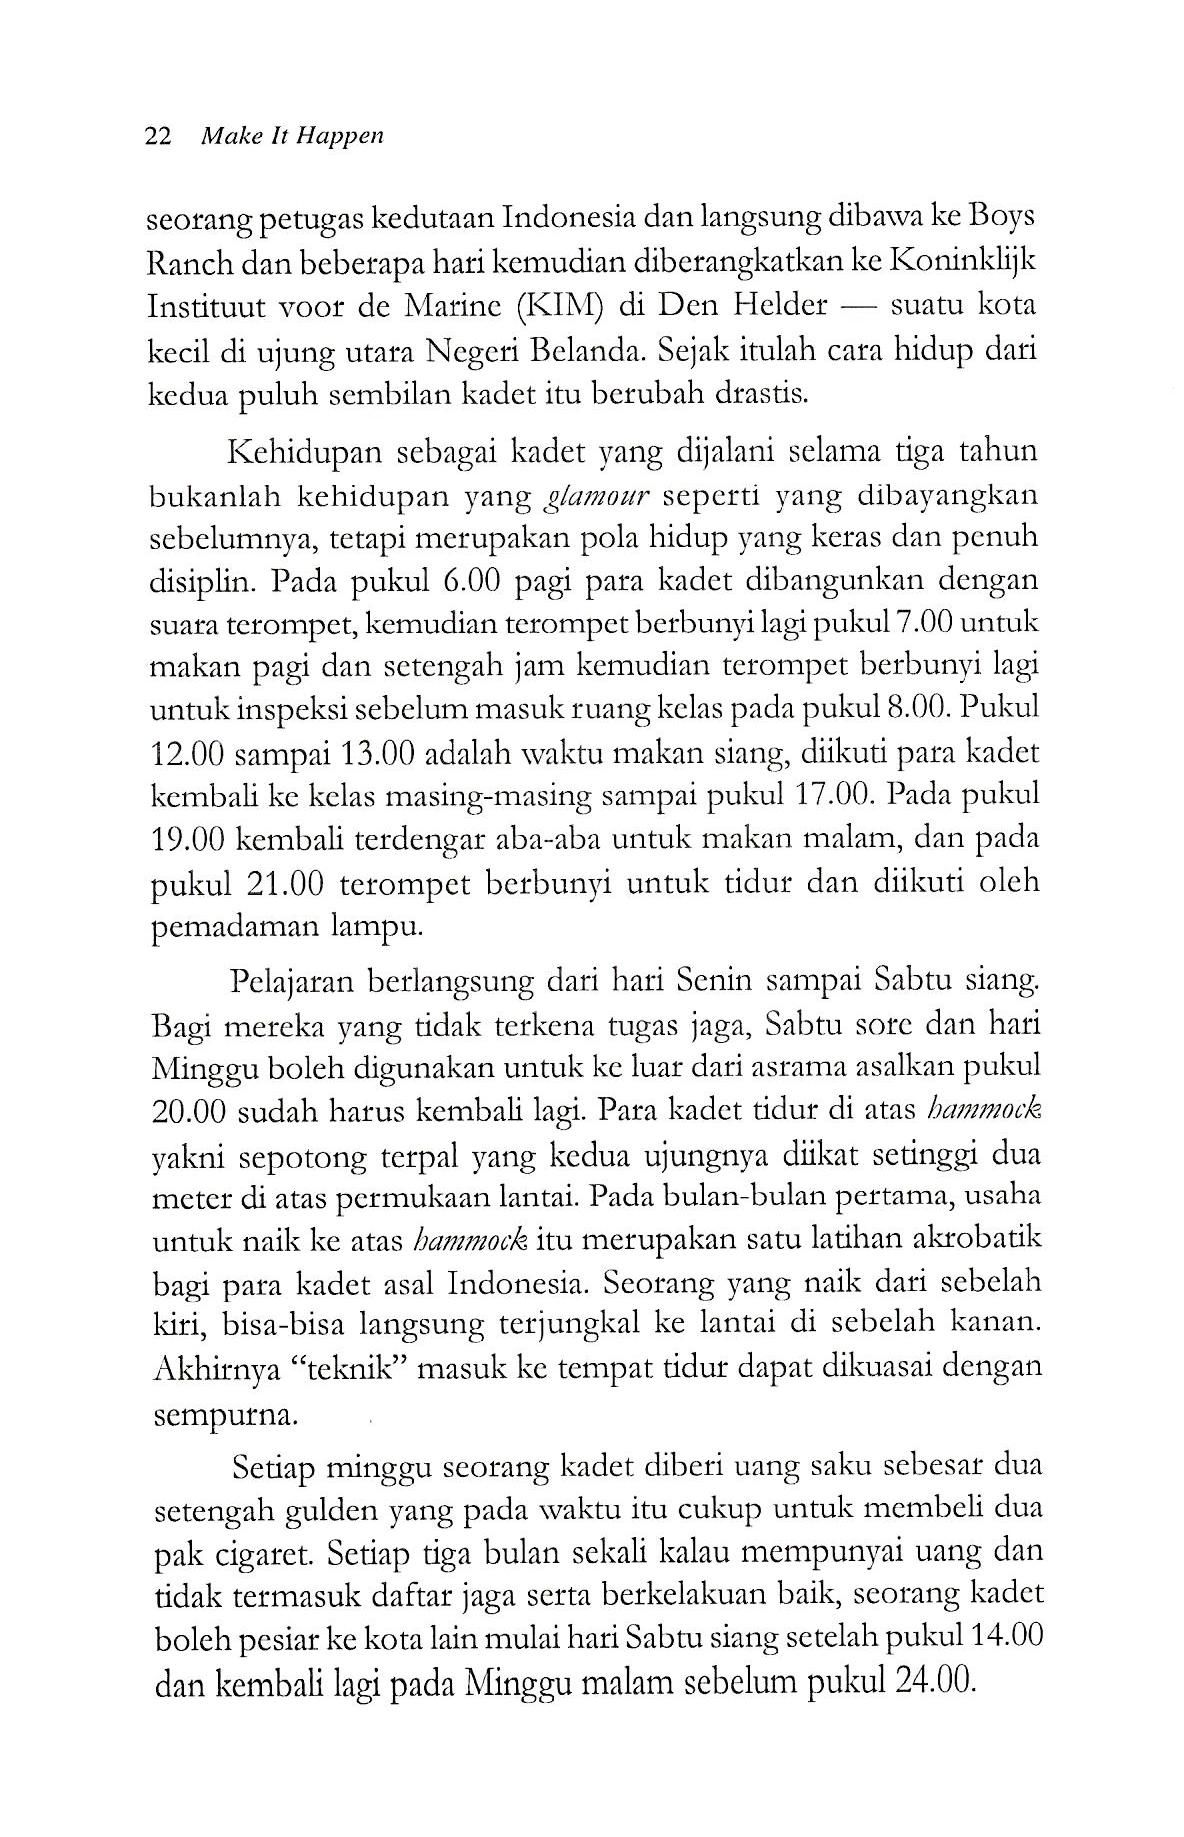 22 Make It Happen
seorang petugas kedutaan Indonesia dan langsung dibawa ke Boys
Ranch dan beberapa hari kemudian diberangkatkan ke Koninklijk
Instituut voor de Marine (KIM) di Den Helder — suatu kota
kecil di ujung utara Negeri Belanda. Sejak itulah cara hidup dari
kedua puluh sembilan kadet itu berubah drastis.
Kehidupan sebagai kadet yang dijalani selama tiga tahun
bukanlah kehidupan yang glamour seperti yang dibayangkan
sebelumnya, tetapi merupakan pola hidup yang keras dan penuh
disiplin. Pada pukul 6.00 pagi para kadet dibangunkan dengan
suara terompet, kemudian terompet berbunyi lagi pukul 7.00 untuk
makan pagi dan setengah jam kemudian terompet berbunyi lagi
untuk inspeksi sebelum masuk ruang kelas pada pukul 8.00. Pukul
12.00 sampai 13.00 adalah waktu makan siang, diikuti para kadet
kembali ke kelas masing-masing sampai pukul 17.00. Pada pukul
19.00 kembali terdengar aba-aba untuk makan malam, dan pada
pukul 21.00 terompet berbunyi untuk tidur dan diikuti oleh
pemadaman lampu.
Pelajaran berlangsung dari hari Senin sampai Sabtu siang.
Bagi mereka yang tidak terkena tugas jaga, Sabtu sore dan hari
Minggu boleh digunakan untuk ke luar dari asrama asalkan pukul
20.00 sudah harus kembali lagi. Para kadet tidur di atas hammock
yakni sepotong terpal yang kedua ujungnya diikat setinggi dua
meter di atas permukaan lantai. Pada bulan-bulan pertama, usaha
untuk naik ke atas hammock itu merupakan satu latihan akrobatik
bagi para kadet asal Indonesia. Seorang yang naik dari sebelah
kiri, bisa-bisa langsung terjungkal ke lantai di sebelah kanan.
Akhirnya “teknik” masuk ke tempat tidur dapat dikuasai dengan
sempurna.
Setiap minggu seorang kadet diberi uang saku sebesar dua
setengah gulden yang pada waktu itu cukup untuk membeli dua
pak cigaret. Setiap tiga bulan sekali kalau mempunyai uang dan
tidak termasuk daftar jaga serta berkelakuan baik, seorang kadet
boleh pesiar ke kota lain mulai hari Sabtu siang setelah pukul 14.00
dan kembali lagi pada Minggu malam sebelum pukul 24.00.